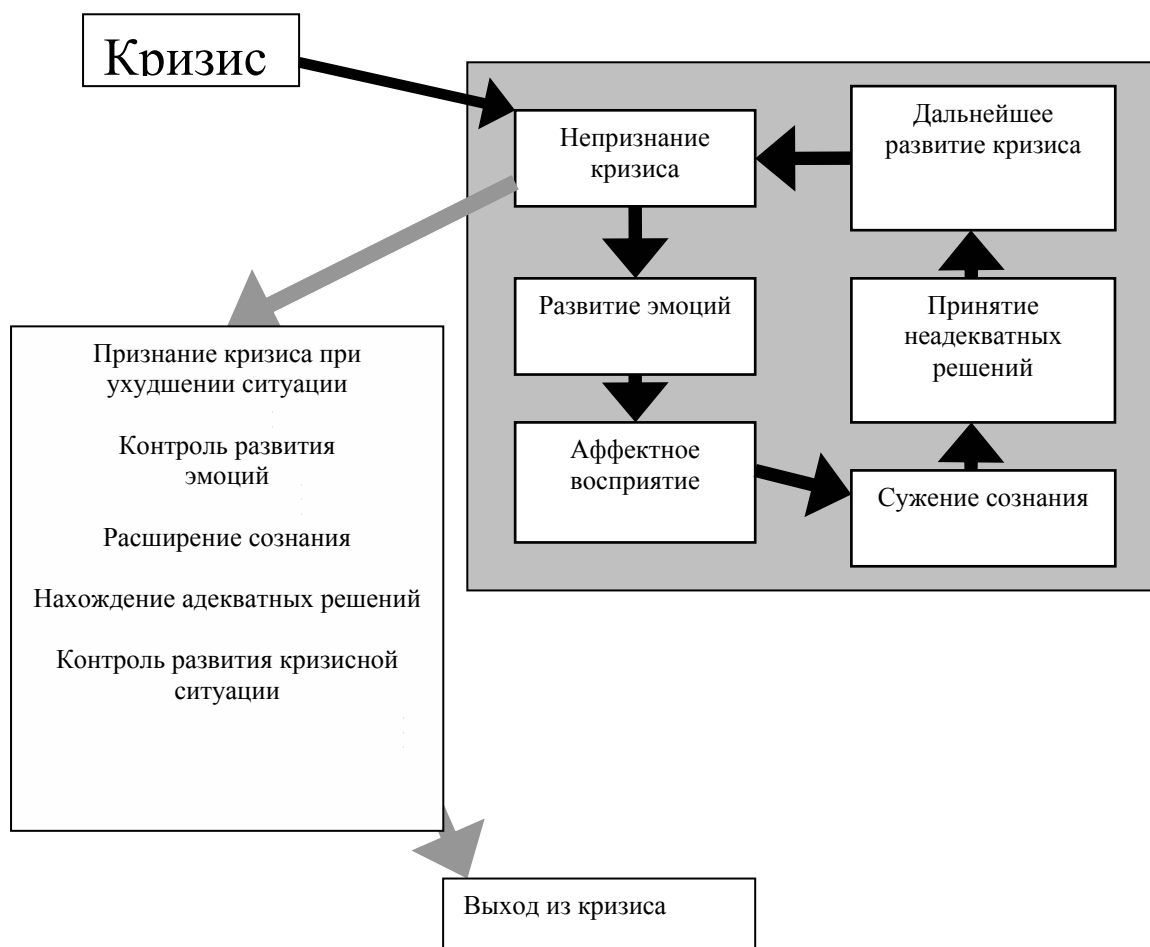 Кризис
Непризнание
кризиса
Дальнейшее
развитие кризиса
Развитие эмоций
Принятие
неадекватных
решений
Аффектное
восприятие
Сужение сознания
Признание кризиса при
ухудшении ситуации
Контроль развития
эмоций
Расширение сознания
Нахождение адекватных решений
Контроль развития кризисной
ситуации
Выход из кризиса